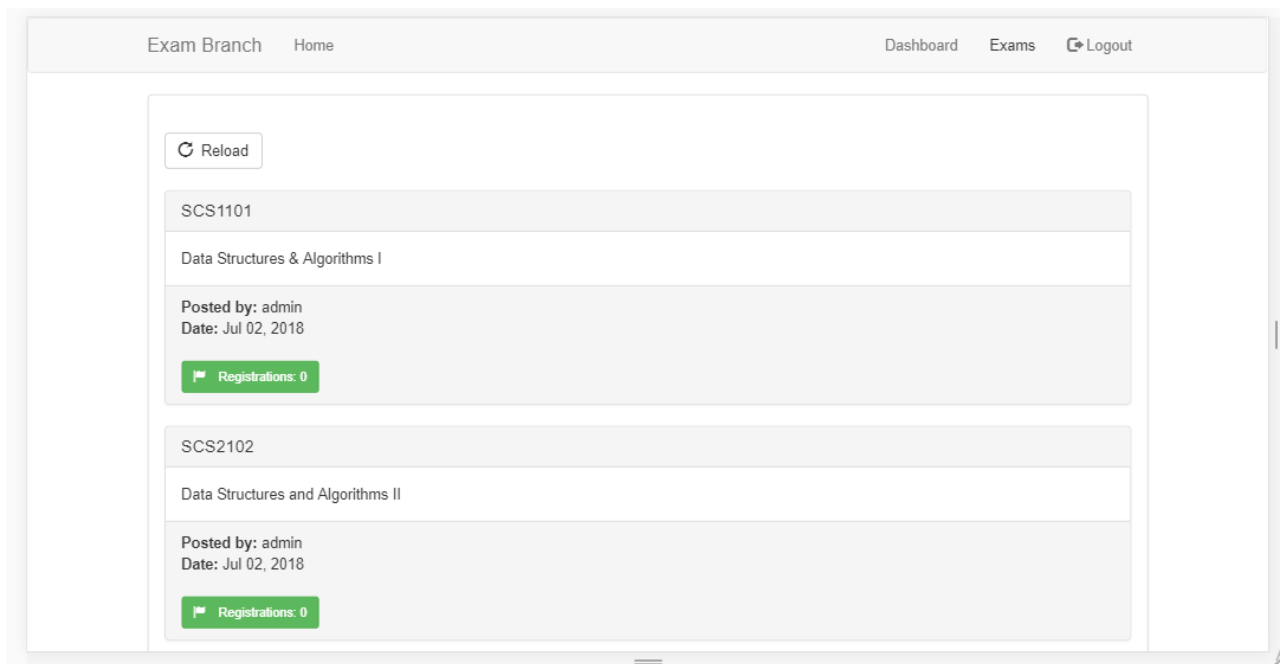 Exam Branch Home Dashboard Exams Logout
Reload
SCS1101
Data Structures & Algorithms I
Posted by: admin
Date: Jul 02, 2018
Registrations: 0
SCS2102
Data Structures and Algorithms II
Posted by: admin
Date: Jul 02, 2018
Registrations: 0